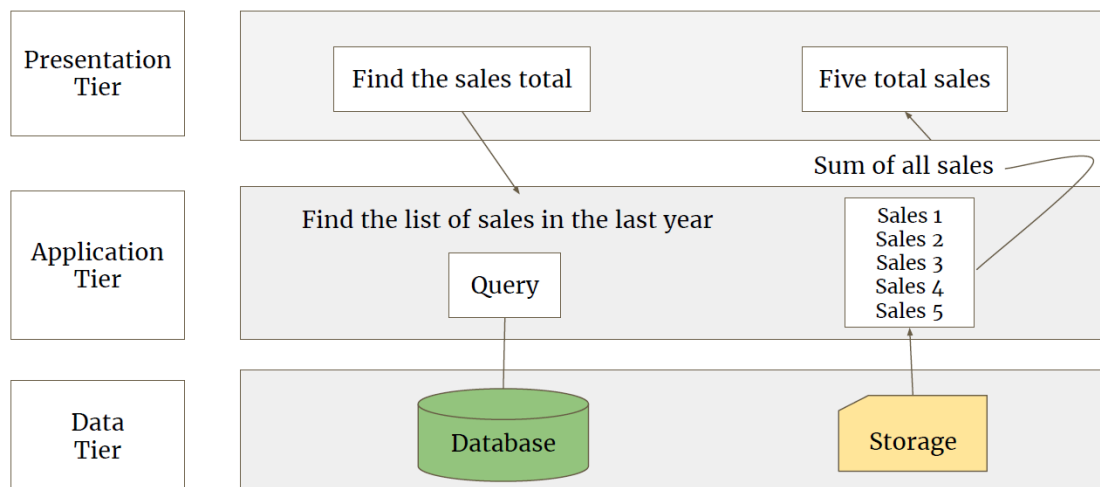 Presentation
Tier
Find the sales total
Five total sales
Sum of all sales
Application
Tier
Find the list of sales in the last year
Query
Sales 1
Sales 2
Sales 3
Sales 4
Sales 5
Data
Tier
Database
Storage